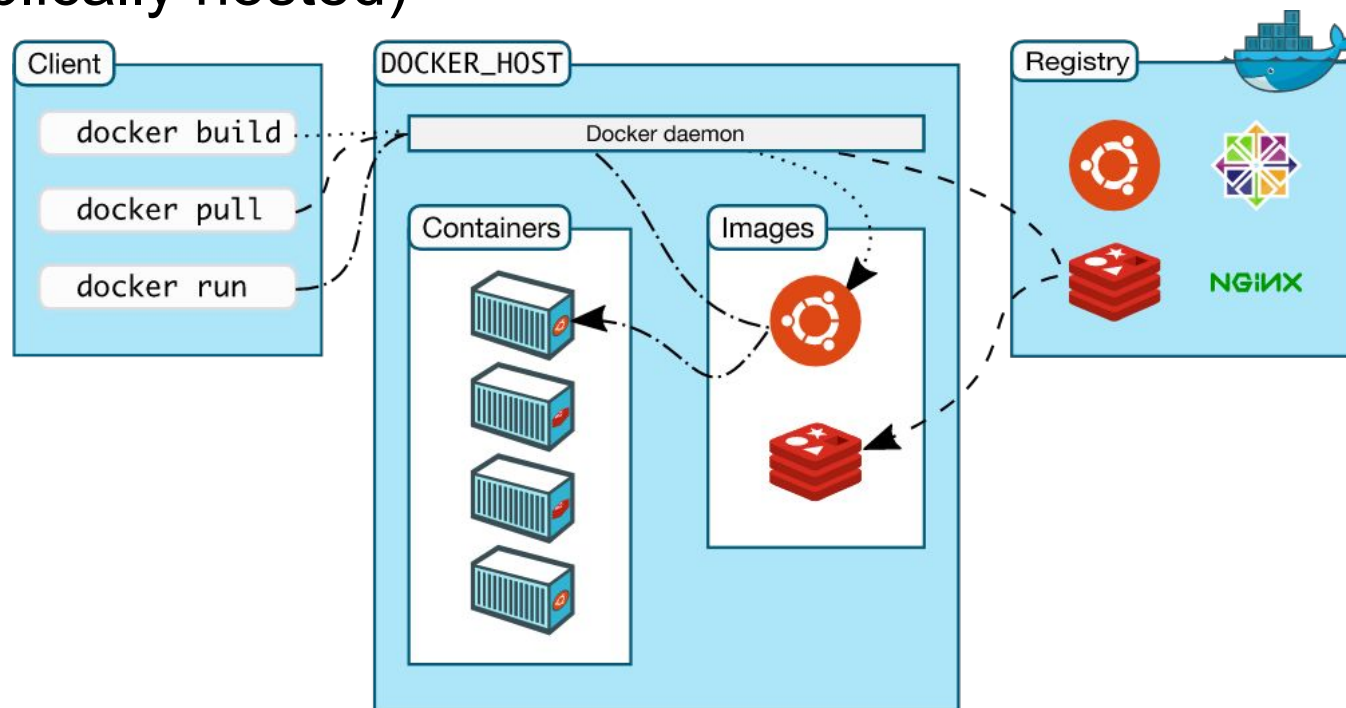 Client
docker build
docker pull
docker run
DOCKER_HOST
Docker daemon
Containers
Images
Registry
NGINX